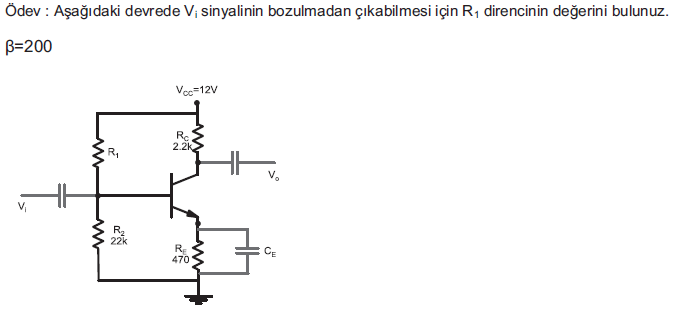 Ödev : Aşağıdaki devrede Vi sinyalinin bozulmadan çıkabilmesi için R1 direncinin değerini bulunuz.
β=200
Vcc=12V
RC
2.2k
R1
Vo
Vi
R2
22k
RE
470
CE